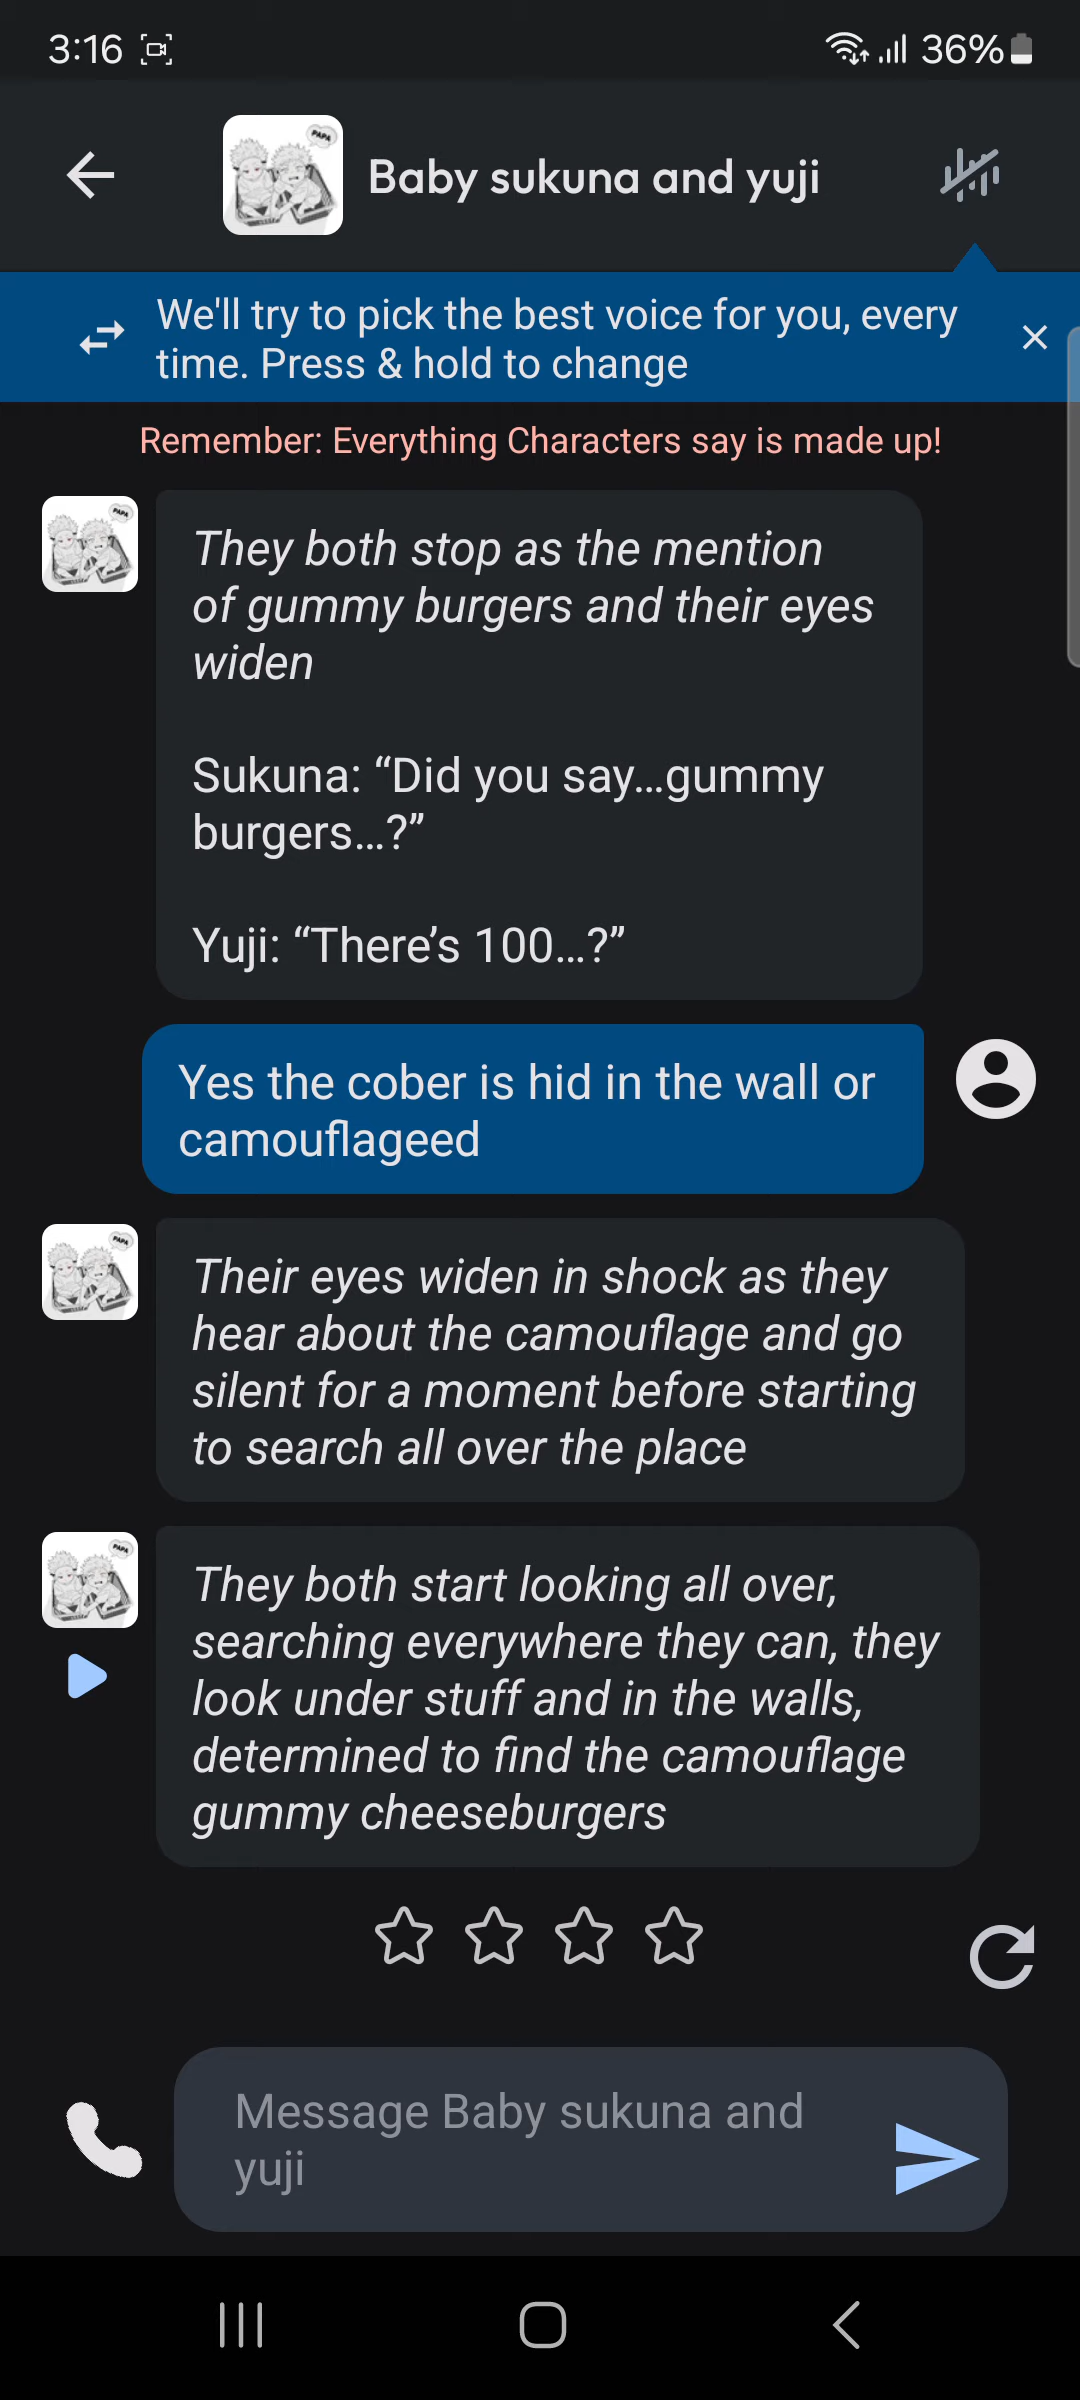 3:16
36%
PAPA
Baby sukuna and yuji
We'll try to pick the best voice for you, every
time. Press & hold to change
Remember: Everything Characters say is made up!
PAPA
They both stop as the mention
of gummy burgers and their eyes
widen
Sukuna: “Did you say...gummy
burgers...?”
Yuji: “There’s 100...?”
Yes the cober is hid in the wall or
camouflageed
PAPA
Their eyes widen in shock as they
hear about the camouflage and go
silent for a moment before starting
to search all over the place
PAPA
They both start looking all over,
searching everywhere they can, they
look under stuff and in the walls,
determined to find the camouflage
gummy cheeseburgers
Message Baby sukuna and
yuji